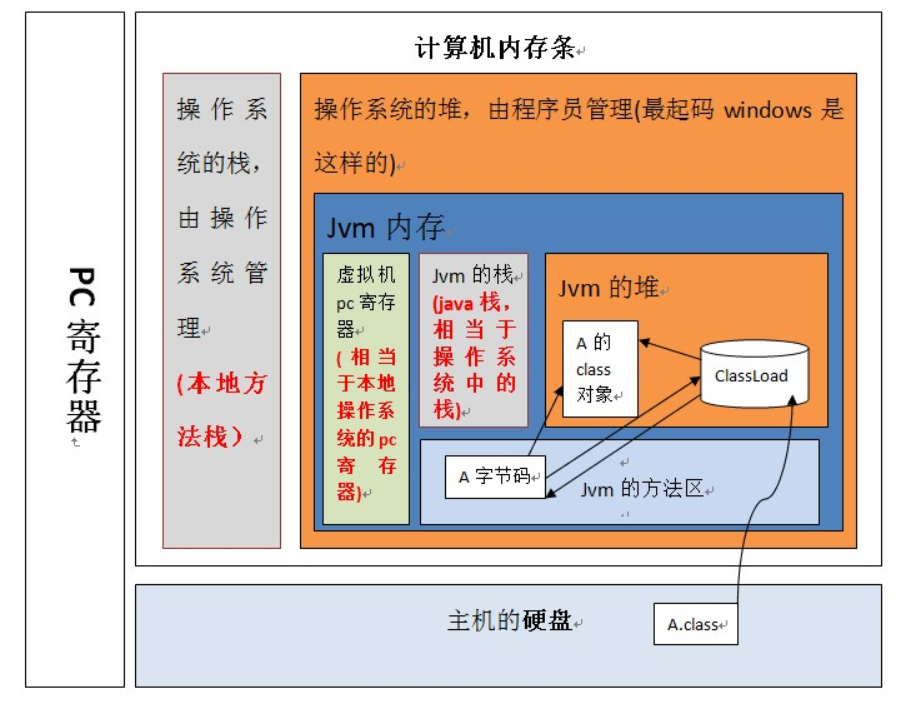 计算机内存条
操 作 系
统的栈，
由 操 作
系 统 管
理
(本地方
法栈）
操作系统的堆，由程序员管理(最起码 windows 是
这样的)
Jvm 内存
虚拟机
pc 寄存
器
( 相 当
于本地
操作系
统的pc
寄 存
器)
Jvm 的栈
(java 栈，
相 当 于
操 作 系
统 中 的
栈)
Jvm 的堆
A 的
class
对象
ClassLoad
A 字节码
Jvm 的方法区
PC 寄存器
主机的硬盘
A.class